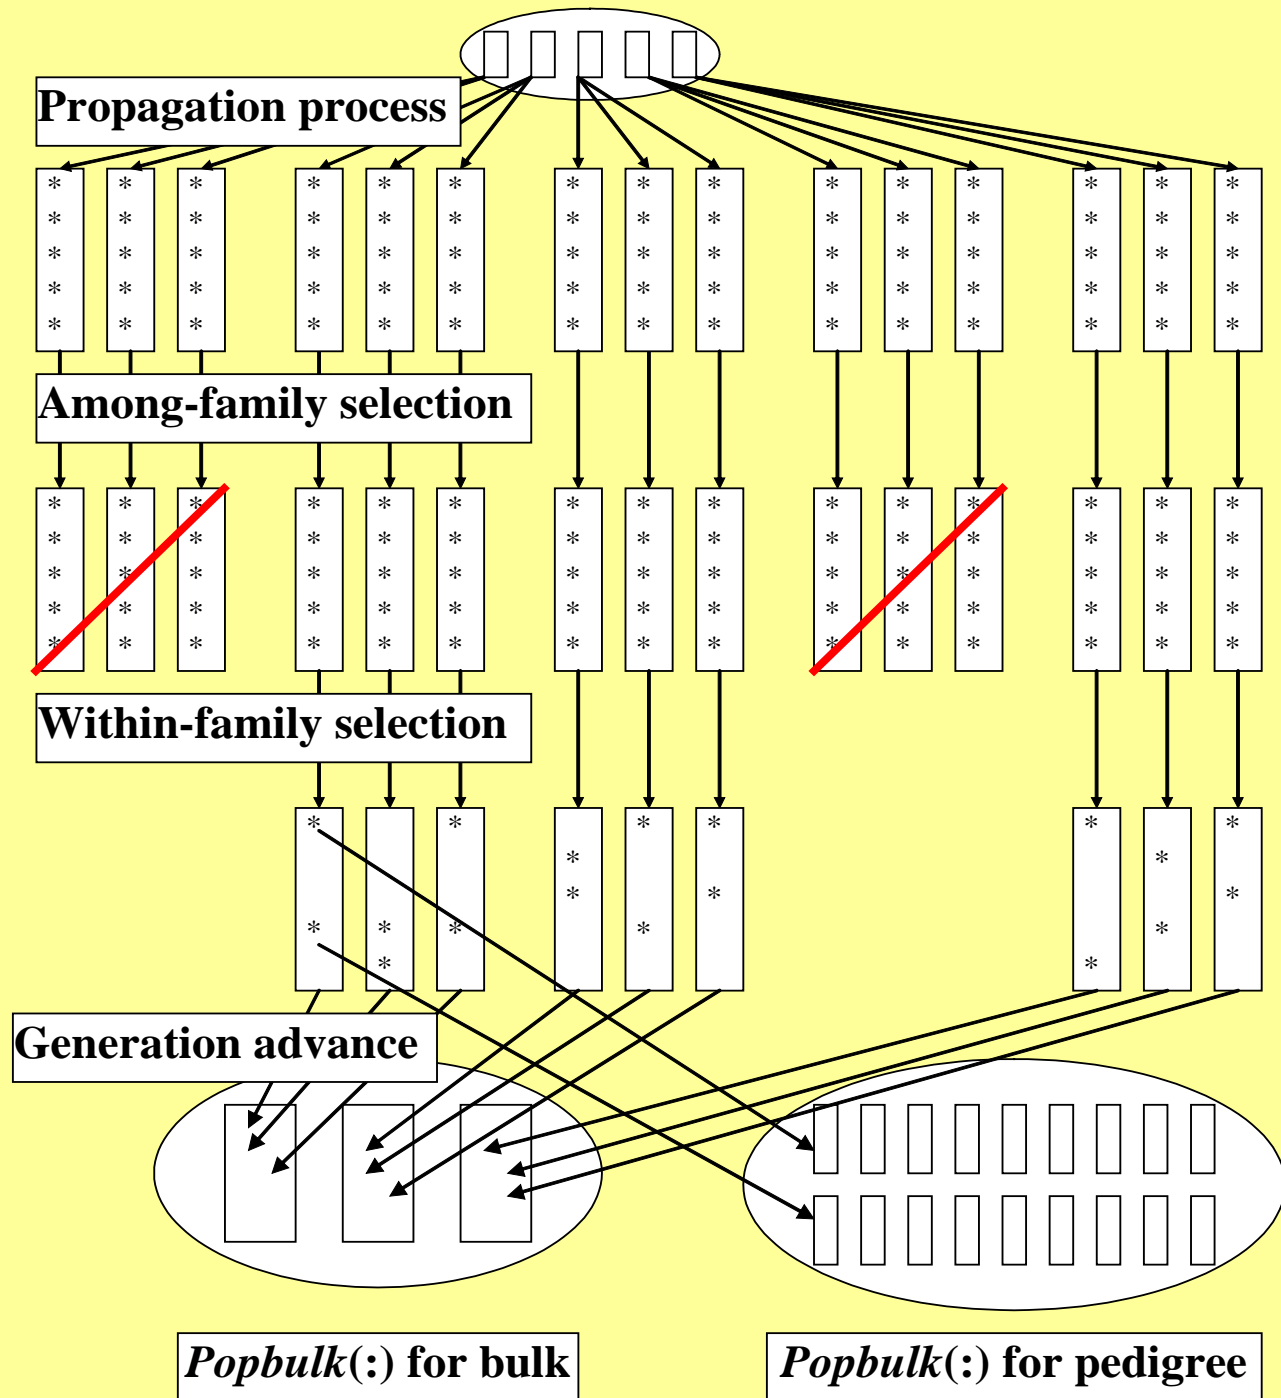 Propagation process
* * * * * * * * * * * * * * *
* * * * * * * * * * * * * * *
* * * * * * * * * * * * * * *
* * * * * * * * * * * * * * *
* * * * * * * * * * * * * * *
Among-family selection
* * * * * * * * * * * * * * *
* * * * * * * * * * * * * * *
* * * * * * * * * * * * * * *
* * * * * * * * * * * * * * *
* * * * * * * * * * * * * * *
Within-family selection
* * * * * *
* * *
* * *
* * * * *
* *
Generation advance
Popbulk(:) for bulk
Popbulk(:) for pedigree